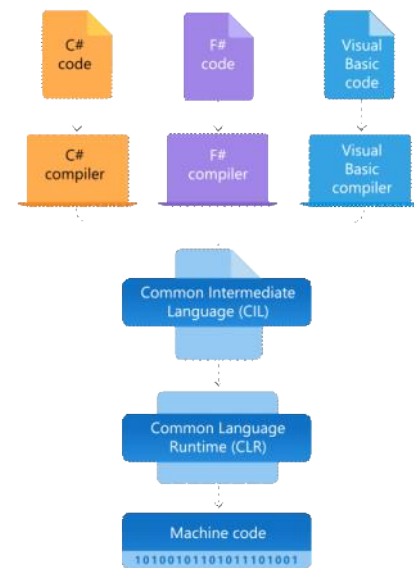 C#
code
F#
code
Visual
Basic
code
C#
compiler
F#
compiler
Visual
Basic
compiler
Common Intermediate
Language (CIL)
Common Language
Runtime (CLR)
Machine code
10100101101011101001